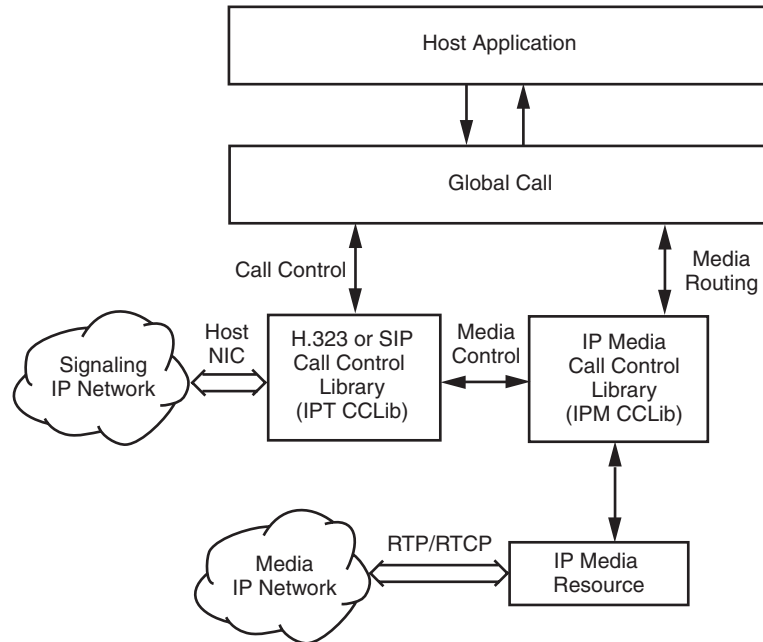 Host Application
Global Call
Call Control
Media
Routing
Host
NIC
H.323 or SIP
Call Control
Library
(IPT CCLib)
Media
Control
IP Media
Call Control
Library
(IPM CCLib)
Signaling
IP Network
RTP/RTCP
Media
IP Network
IP Media
Resource